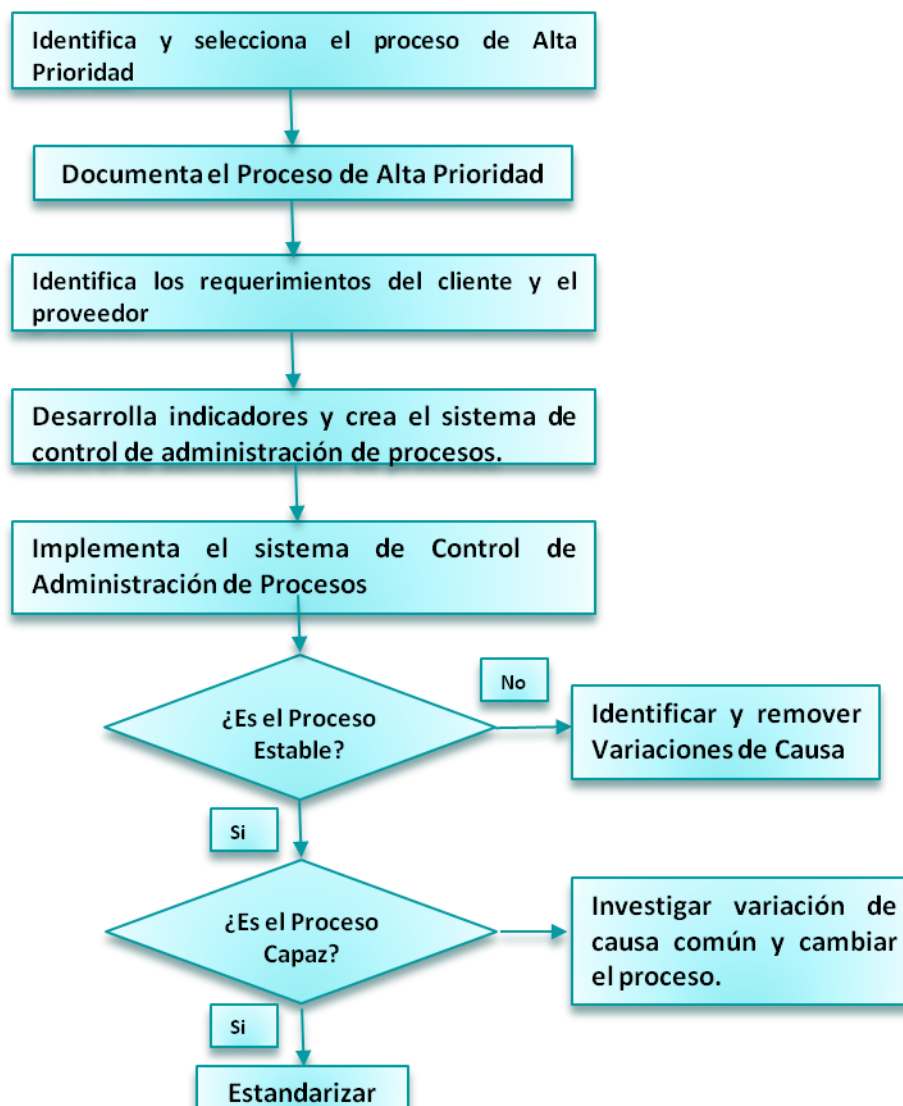 Identifica y selecciona el proceso de Alta
Prioridad
Documenta el Proceso de Alta Prioridad
Identifica los requerimientos del cliente y el
proveedor
Desarrolla indicadores y crea el sistema de
control de administración de procesos.
Implementa el sistema de Control de
Administración de Procesos
¿Es el Proceso
Estable?
No
Identificar y remover
Variaciones de Causa
Si
¿Es el Proceso
Capaz?
Investigar variación de
causa común y cambiar
el proceso.
Si
Estandarizar